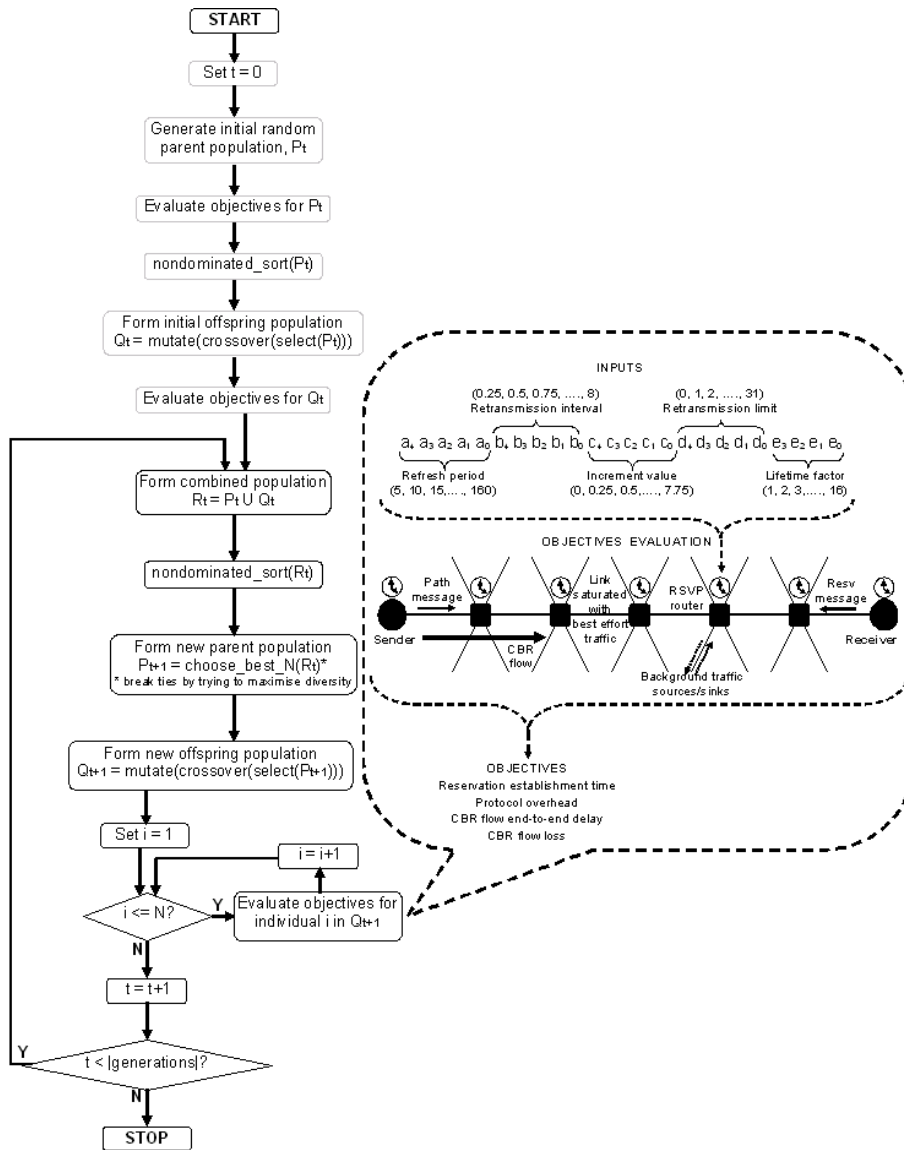 START
Set t = 0
Generate initial random
parent population, Pt
Evaluate objectives for Pt
nondominated_sort(Pt)
Form initial offspring population
Qt = mutate(crossover(select(Pt)))
Evaluate objectives for Qt
Form combined population
Rt = Pt U Qt
nondominated_sort(Rt)
Form new parent population
Pt+1 = choose_best_N(Rt)*
* break ties by trying to maximise diversity
Form new offspring population
Qt+1 = mutate(crossover(select(Pt+1)))
Set i = 1
i = i+1
i <= N?
Y
Evaluate objectives for
individual i in Qt+1
N
t = t+1
Y
t < |generations|?
N
STOP
INPUTS
(0.25, 0.5, 0.75, ...., 8)
Retransmission interval
(0, 1, 2, ...., 31)
Retransmission limit
a4 a3 a2 a1 a0 b4 b3 b2 b1 b0 c4 c3 c2 c1 c0 d4 d3 d2 d1 d0 e3 e2 e1 e0
Refresh period
(5, 10, 15,...., 160)
Increment value
(0, 0.25, 0.5,...., 7.75)
Lifetime factor
(1, 2, 3,...., 16)
OBJECTIVES EVALUATION
Path
message
Link
saturated with
best effort
traffic
RSVP
router
Resv
message
Sender
CBR
flow
Receiver
Background traffic
sources/sinks
OBJECTIVES
Reservation establishment time
Protocol overhead
CBR flow end-to-end delay
CBR flow loss